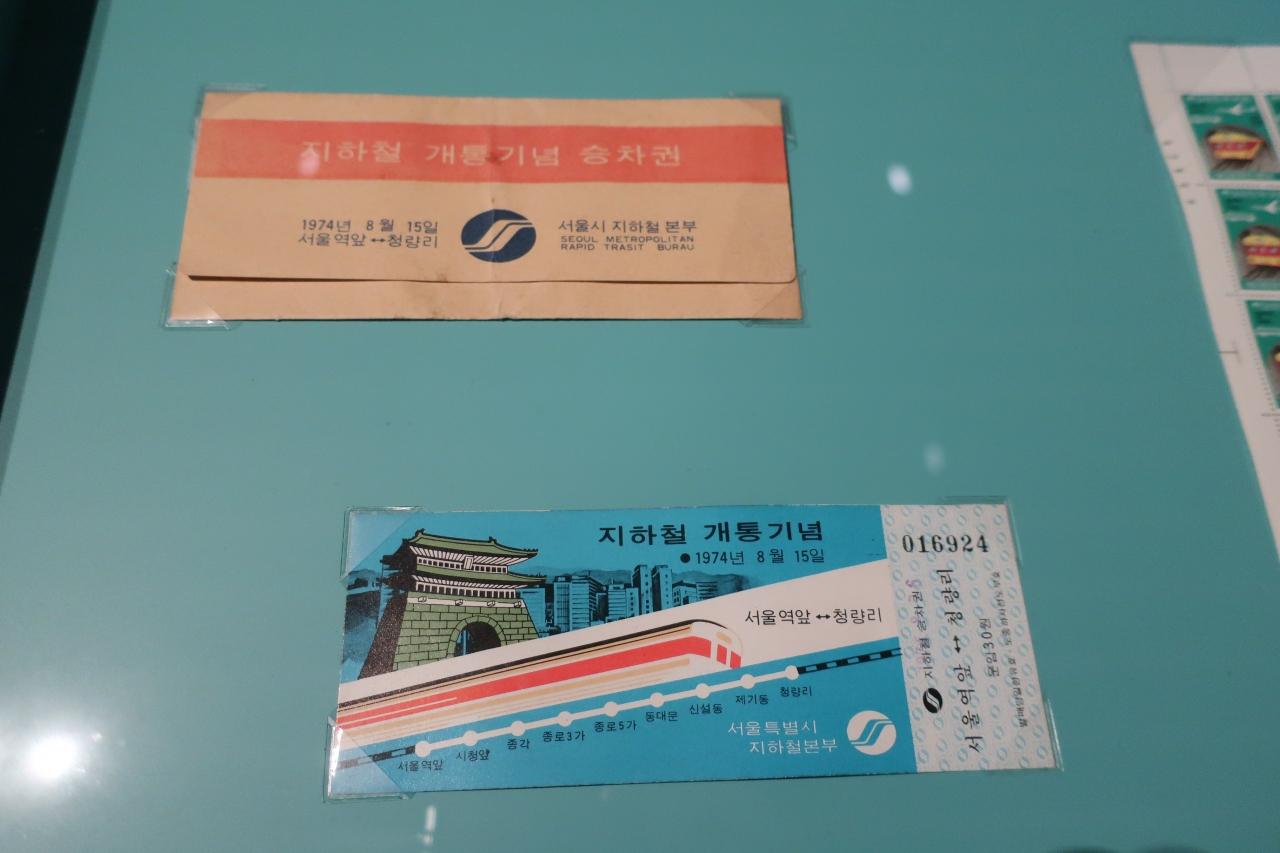 지하철 개통기념 승차권
1974년 8월 15일
서울역앞↔청량리
서울시 지하철 본부
SEOUL METROPOLITAN
RAPID TRASIT BURAU
지하철 개통기념
●1974년 8월 15일
서울역앞↔청량리
서울역앞
시청앞
종각
종로3가
종로5가
동대문
신설동
제기동
청량리
서울특별시
지하철본부
016924
지하철 승차권
서울역앞 ↔ 청량리
운임30원